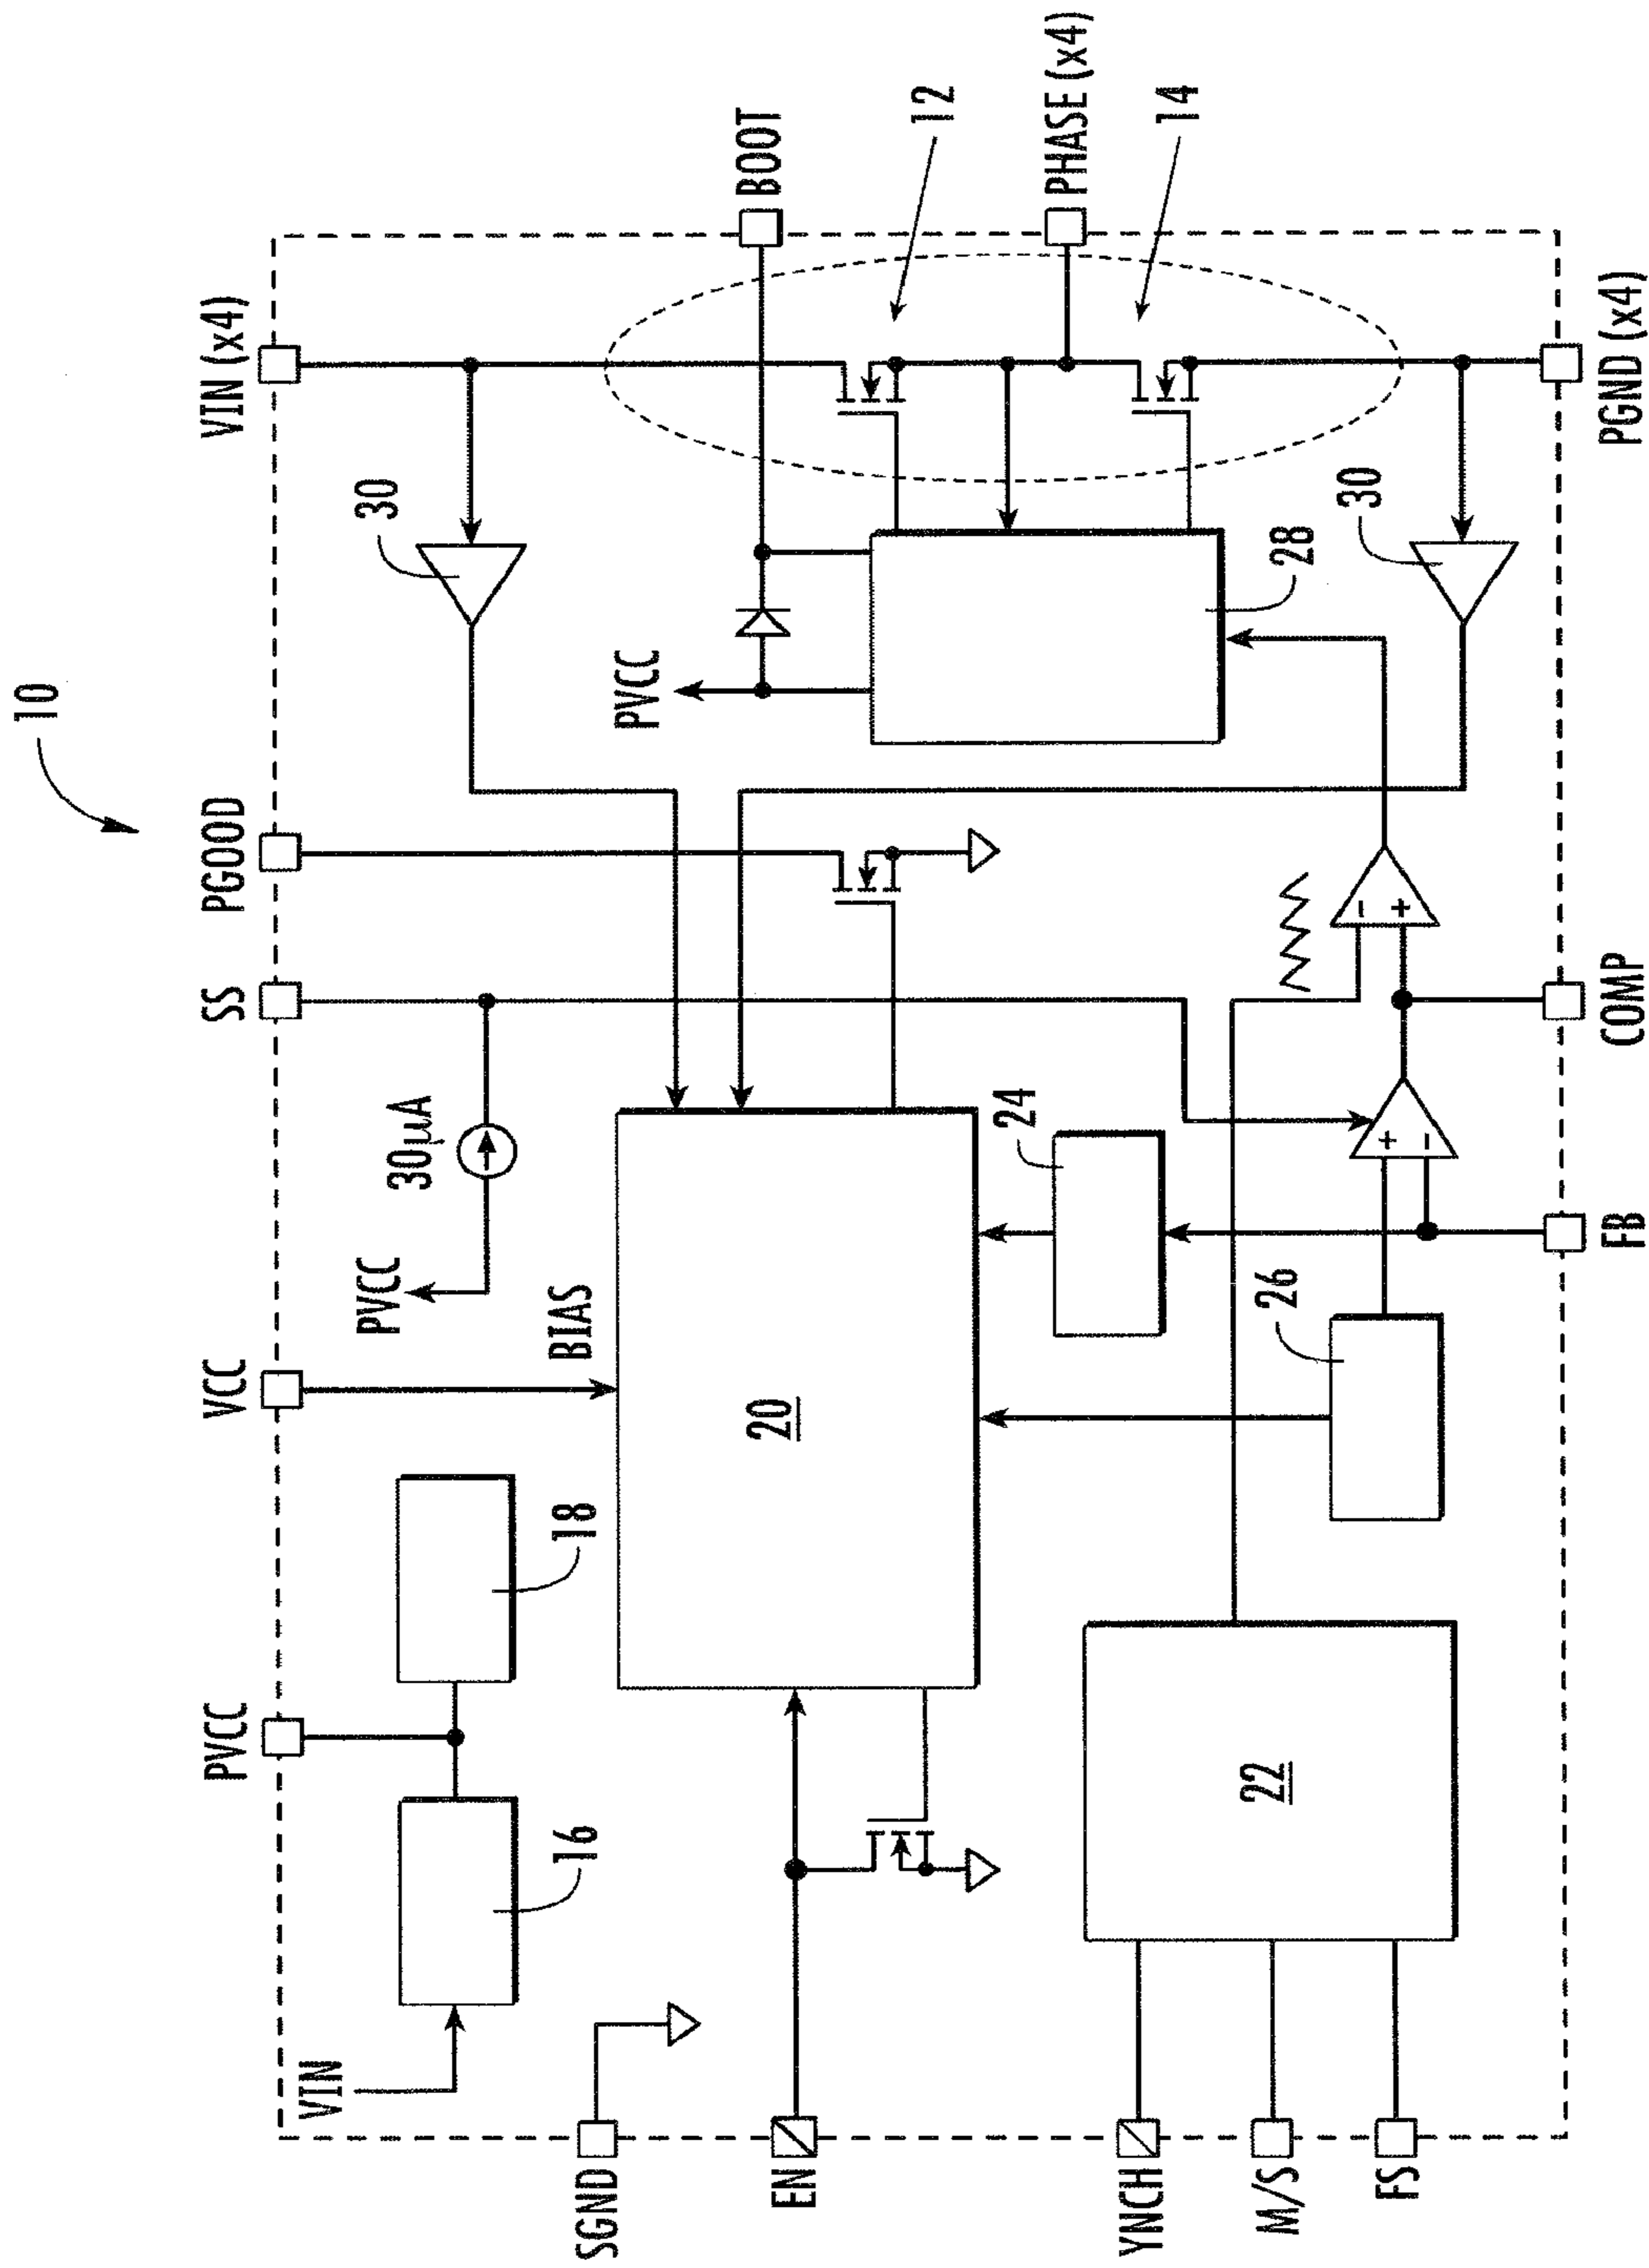 10
PVCC
VCC
SS
PGOOD
VIN (x4)
VIN
16
18
PVCC
30µA
30
BIAS
20
PVCC
BOOT
12
PHASE (x4)
14
28
30
SGND
EN
YNCH
M/S
FS
22
24
26
+
−
−
+
FB
COMP
PGND (x4)